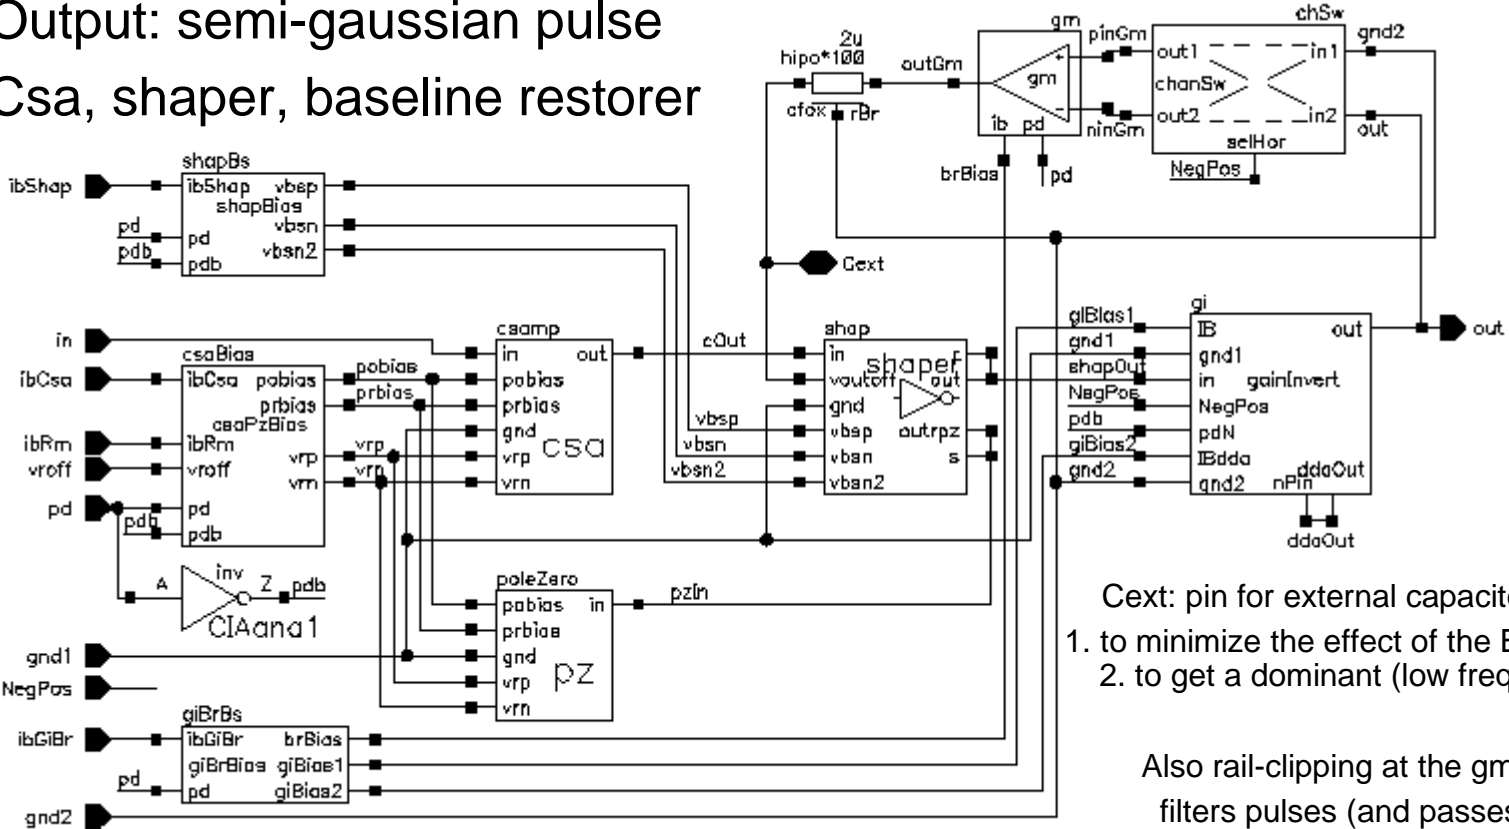 Output: semi-gaussian pulse
Csa, shaper, baseline restorer
shapBs
ibShap
ibShap vbsp
shapBias
vbsn
pd
pd
vbsn2
pdb
pdb
2u
hipo*100
outGm
cfox
rBr
gm
gm
+
-
ib pd
brBias
pd
pinGm
ninGm
chSw
out1
in1
chanSw
out2
in2
selHor
NegPos
gnd2
out
Cext
in
ibCsa
ibRm
vroff
pd
csaBias
ibCsa pobias
prbias
csaPzBias
ibRm
vrp
vroff
vrn
pd
pdb
pdb
pobias
prbias
vrp
vrn
csamp
in out
pobias
prbias
gnd
csa
vrp
vrn
cOut
vbsp
vbsn
vbsn2
shap
in
r
shaper
voutoff
out
gnd
vbsp
outrpz
vbsn
s
vbsn2
giBias1
gnd1
shapOut
NegPos
pdb
giBias2
gnd2
gi
IB
out
gnd1
in
gainInvert
NegPos
pdN
IBdda
ddaOut
gnd2
nPin
ddaOut
out
inv
A
Z
pdb
CIAana1
poleZero
pobias in
prbias
gnd
pz
vrp
vrn
pzIn
gnd1
NegPos
giBrBs
ibGiBr
ibGiBr brBias
giBrBias giBias1
pd
pd
giBias2
gnd2
Cext: pin for external
1. to minimize the effect of the
2. to get a dominant (low
Also rail-clipping at the gm
filters pulses (and passes